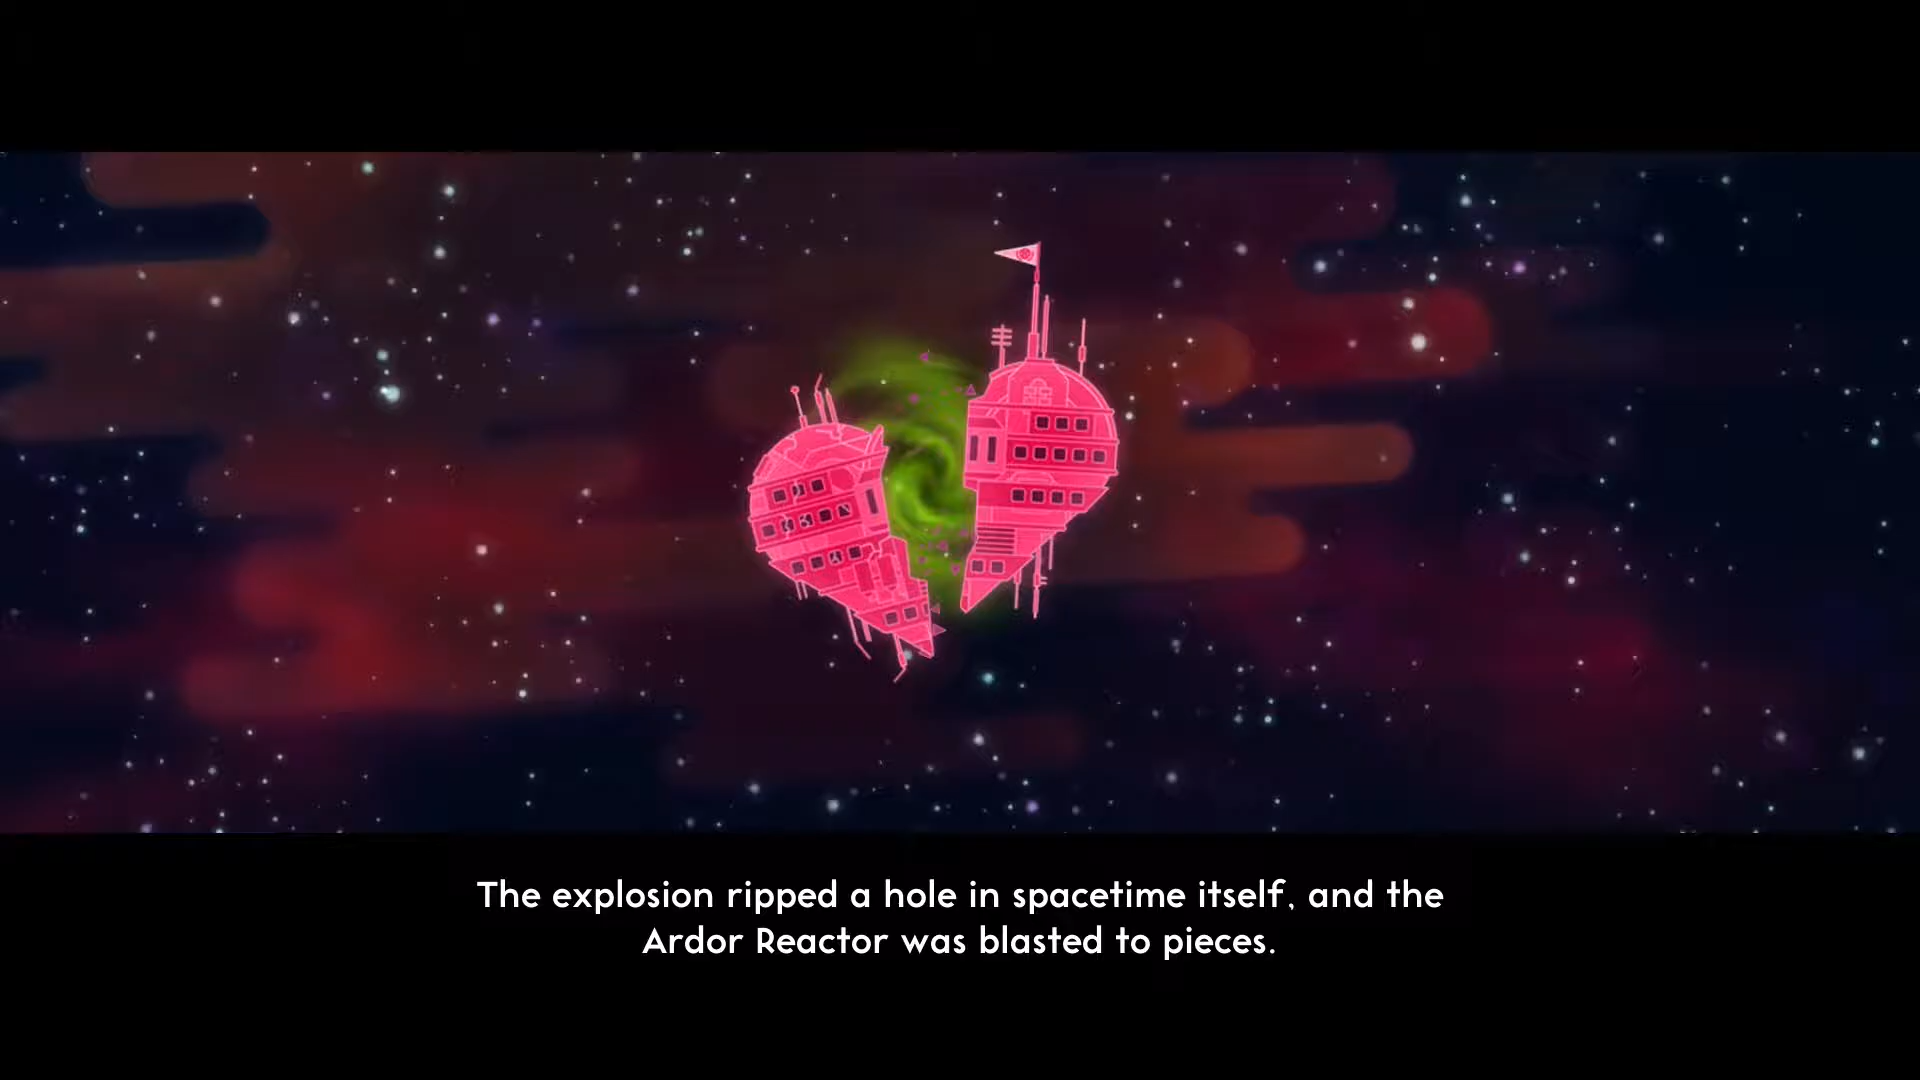 The explosion ripped a hole in spacetime itself, and the
Ardor Reactor was blasted to pieces.